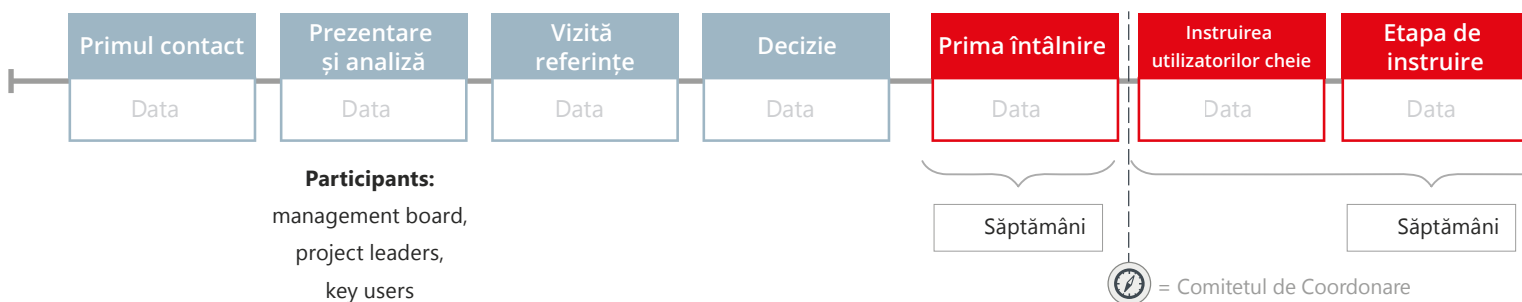 Primul contact
Data
Prezentare
și analiză
Data
Vizită
referințe
Data
Decizie
Data
Prima întâlnire
Data
Instruirea
utilizatorilor cheie
Data
Etapa de
instruire
Data
Participants:
management board,
project leaders,
key users
Săptămâni
Săptămâni
= Comitetul de Coordonare